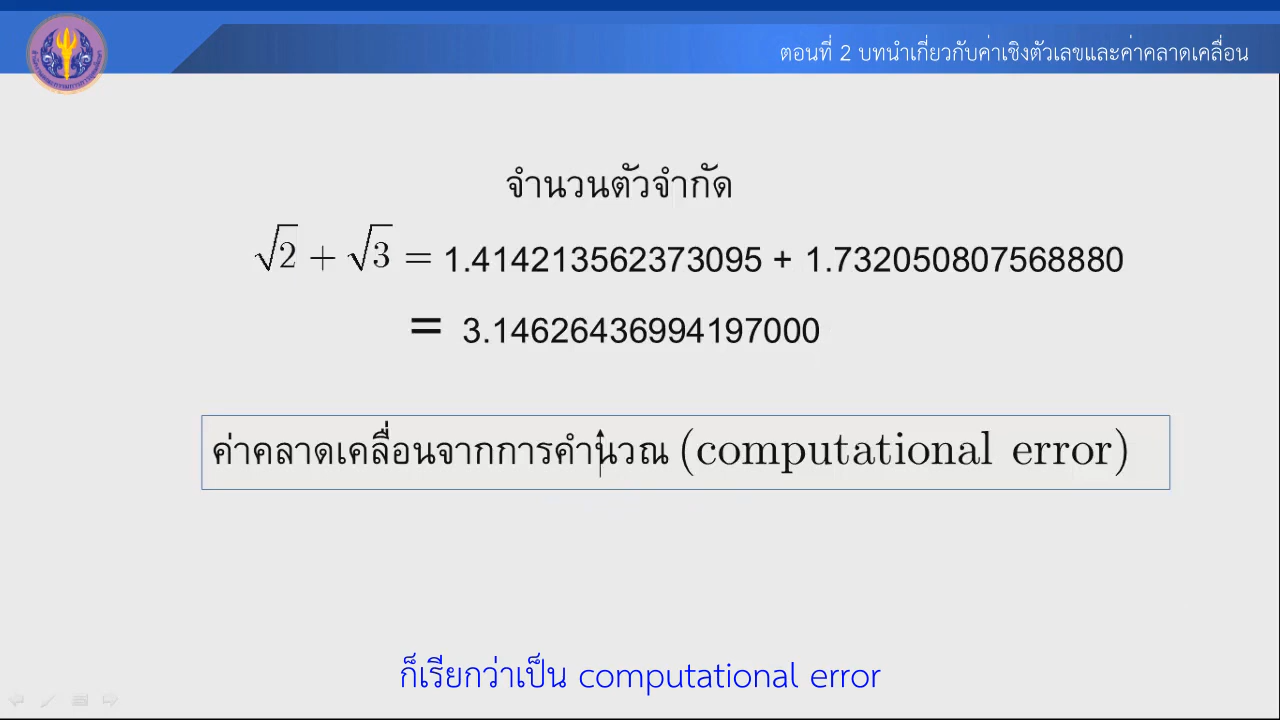 ตอนที่ 2 บทนำเกี่ยวกับค่าเชิงตัวเลขและค่าคลาดเคลื่อน
จำนวนตัวจำกัด
√2 + √3 = 1.414213562373095 + 1.732050807568880
= 3.14626436994197000
ค่าคลาดเคลื่อนจากการคำนวณ (computational error)
ก็เรียกว่าเป็น computational error